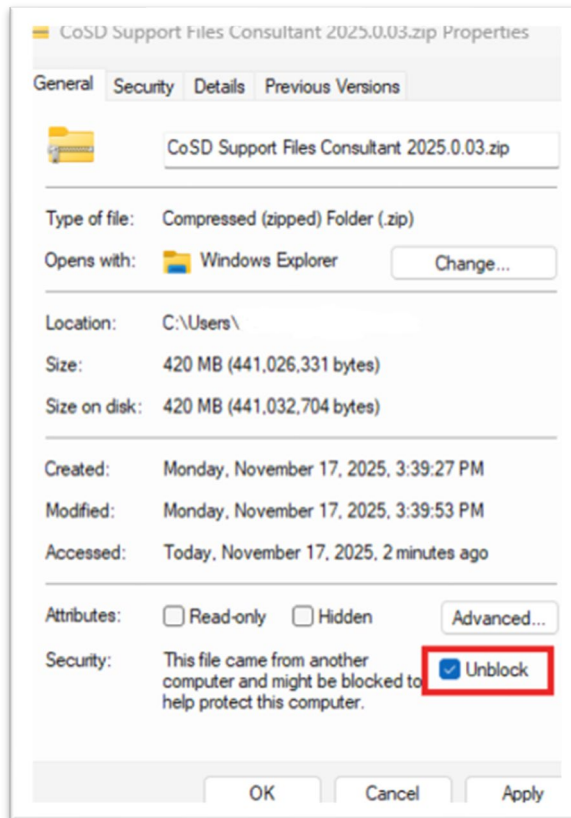 CoSD Support Files Consultant 2025.0.03.zip Properties
General Security Details Previous Versions
CoSD Support Files Consultant 2025.0.03.zip
Type of file: Compressed (zipped) Folder (.zip)
Opens with: Windows Explorer Change...
Location: C:\Users\
Size: 420 MB (441,026,331 bytes)
Size on disk: 420 MB (441,032,704 bytes)
Created: Monday, November 17, 2025, 3:39:27 PM
Modified: Monday, November 17, 2025, 3:39:53 PM
Accessed: Today, November 17, 2025, 2 minutes ago
Attributes: Read-only Hidden Advanced...
Security: This file came from another
computer and might be blocked to Unblock
help protect this computer.
OK Cancel Apply